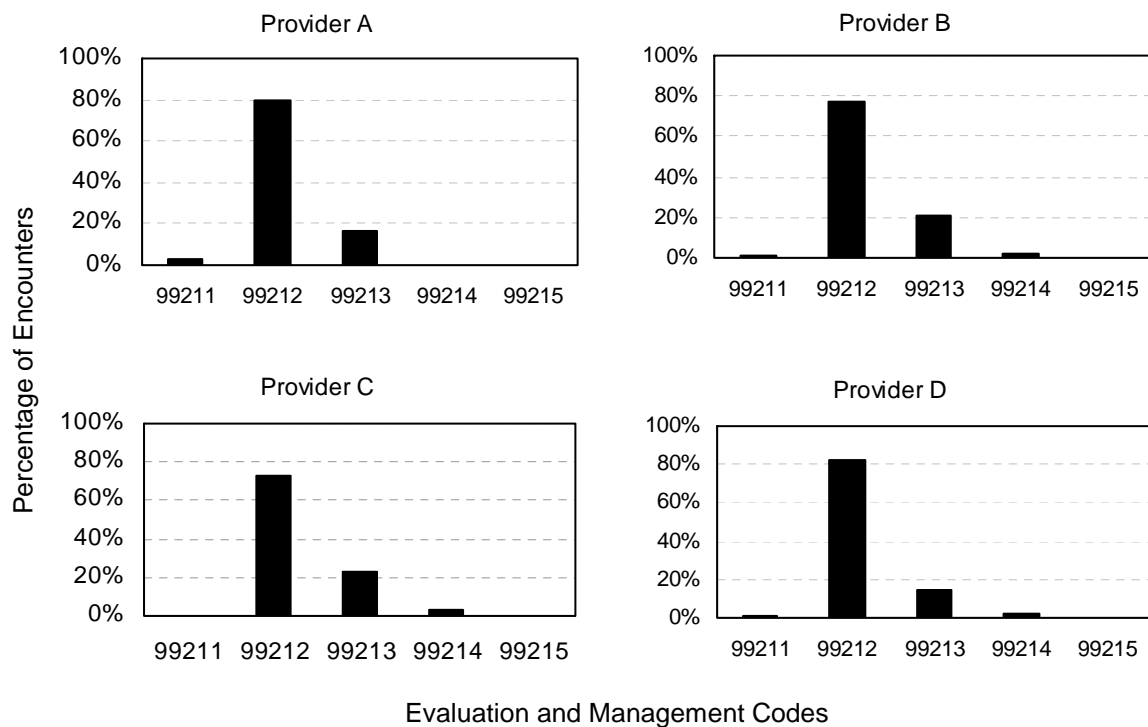 Provider A
100%
80%
60%
40%
20%
0%
99211 99212 99213 99214 99215
Provider B
100%
80%
60%
40%
20%
0%
99211 99212 99213 99214 99215
Percentage of Encounters
Provider C
100%
80%
60%
40%
20%
0%
99211 99212 99213 99214 99215
Provider D
100%
80%
60%
40%
20%
0%
99211 99212 99213 99214 99215
Evaluation and Management Codes